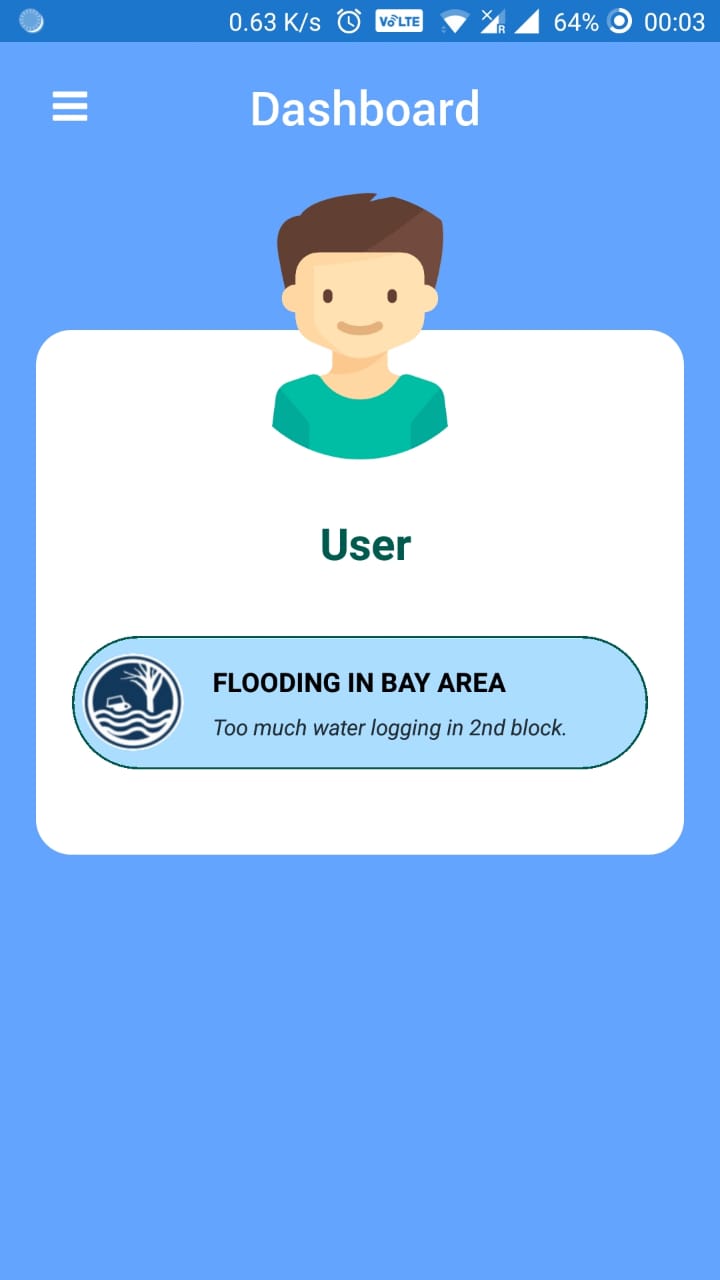 0.63 K/s VoLTE R 64% 00:03
Dashboard
User
FLOODING IN BAY AREA
Too much water logging in 2nd block.